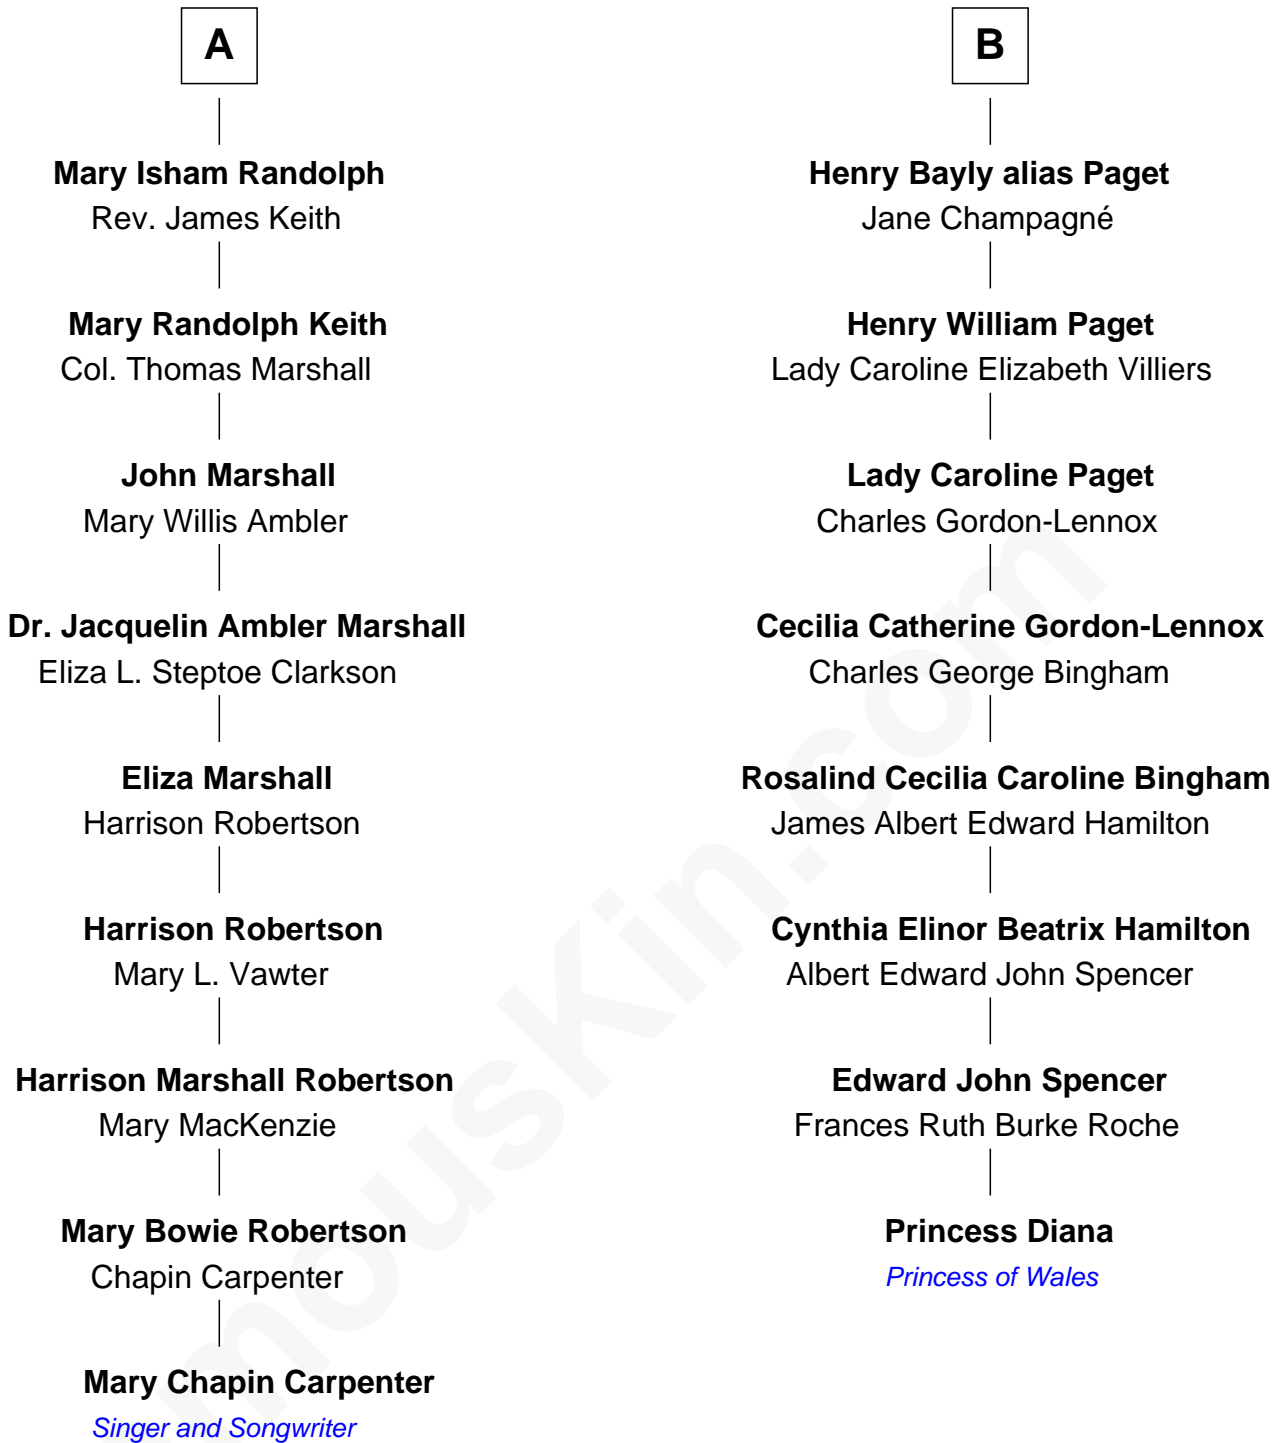 A
Mary Isham Randolph
Rev. James Keith
Mary Randolph Keith
Col. Thomas Marshall
John Marshall
Mary Willis Ambler
Dr. Jacquelin Ambler Marshall
Eliza L. Steptoe Clarkson
Eliza Marshall
Harrison Robertson
Harrison Robertson
Mary L. Vawter
Harrison Marshall Robertson
Mary MacKenzie
Mary Bowie Robertson
Chapin Carpenter
Mary Chapin Carpenter
Singer and Songwriter
B
Henry Bayly alias Paget
Jane Champagné
Henry William Paget
Lady Caroline Elizabeth Villiers
Lady Caroline Paget
Charles Gordon-Lennox
Cecilia Catherine Gordon-Lennox
Charles George Bingham
Rosalind Cecilia Caroline Bingham
James Albert Edward Hamilton
Cynthia Elinor Beatrix Hamilton
Albert Edward John Spencer
Edward John Spencer
Frances Ruth Burke Roche
Princess Diana
Princess of Wales
mousKin.com